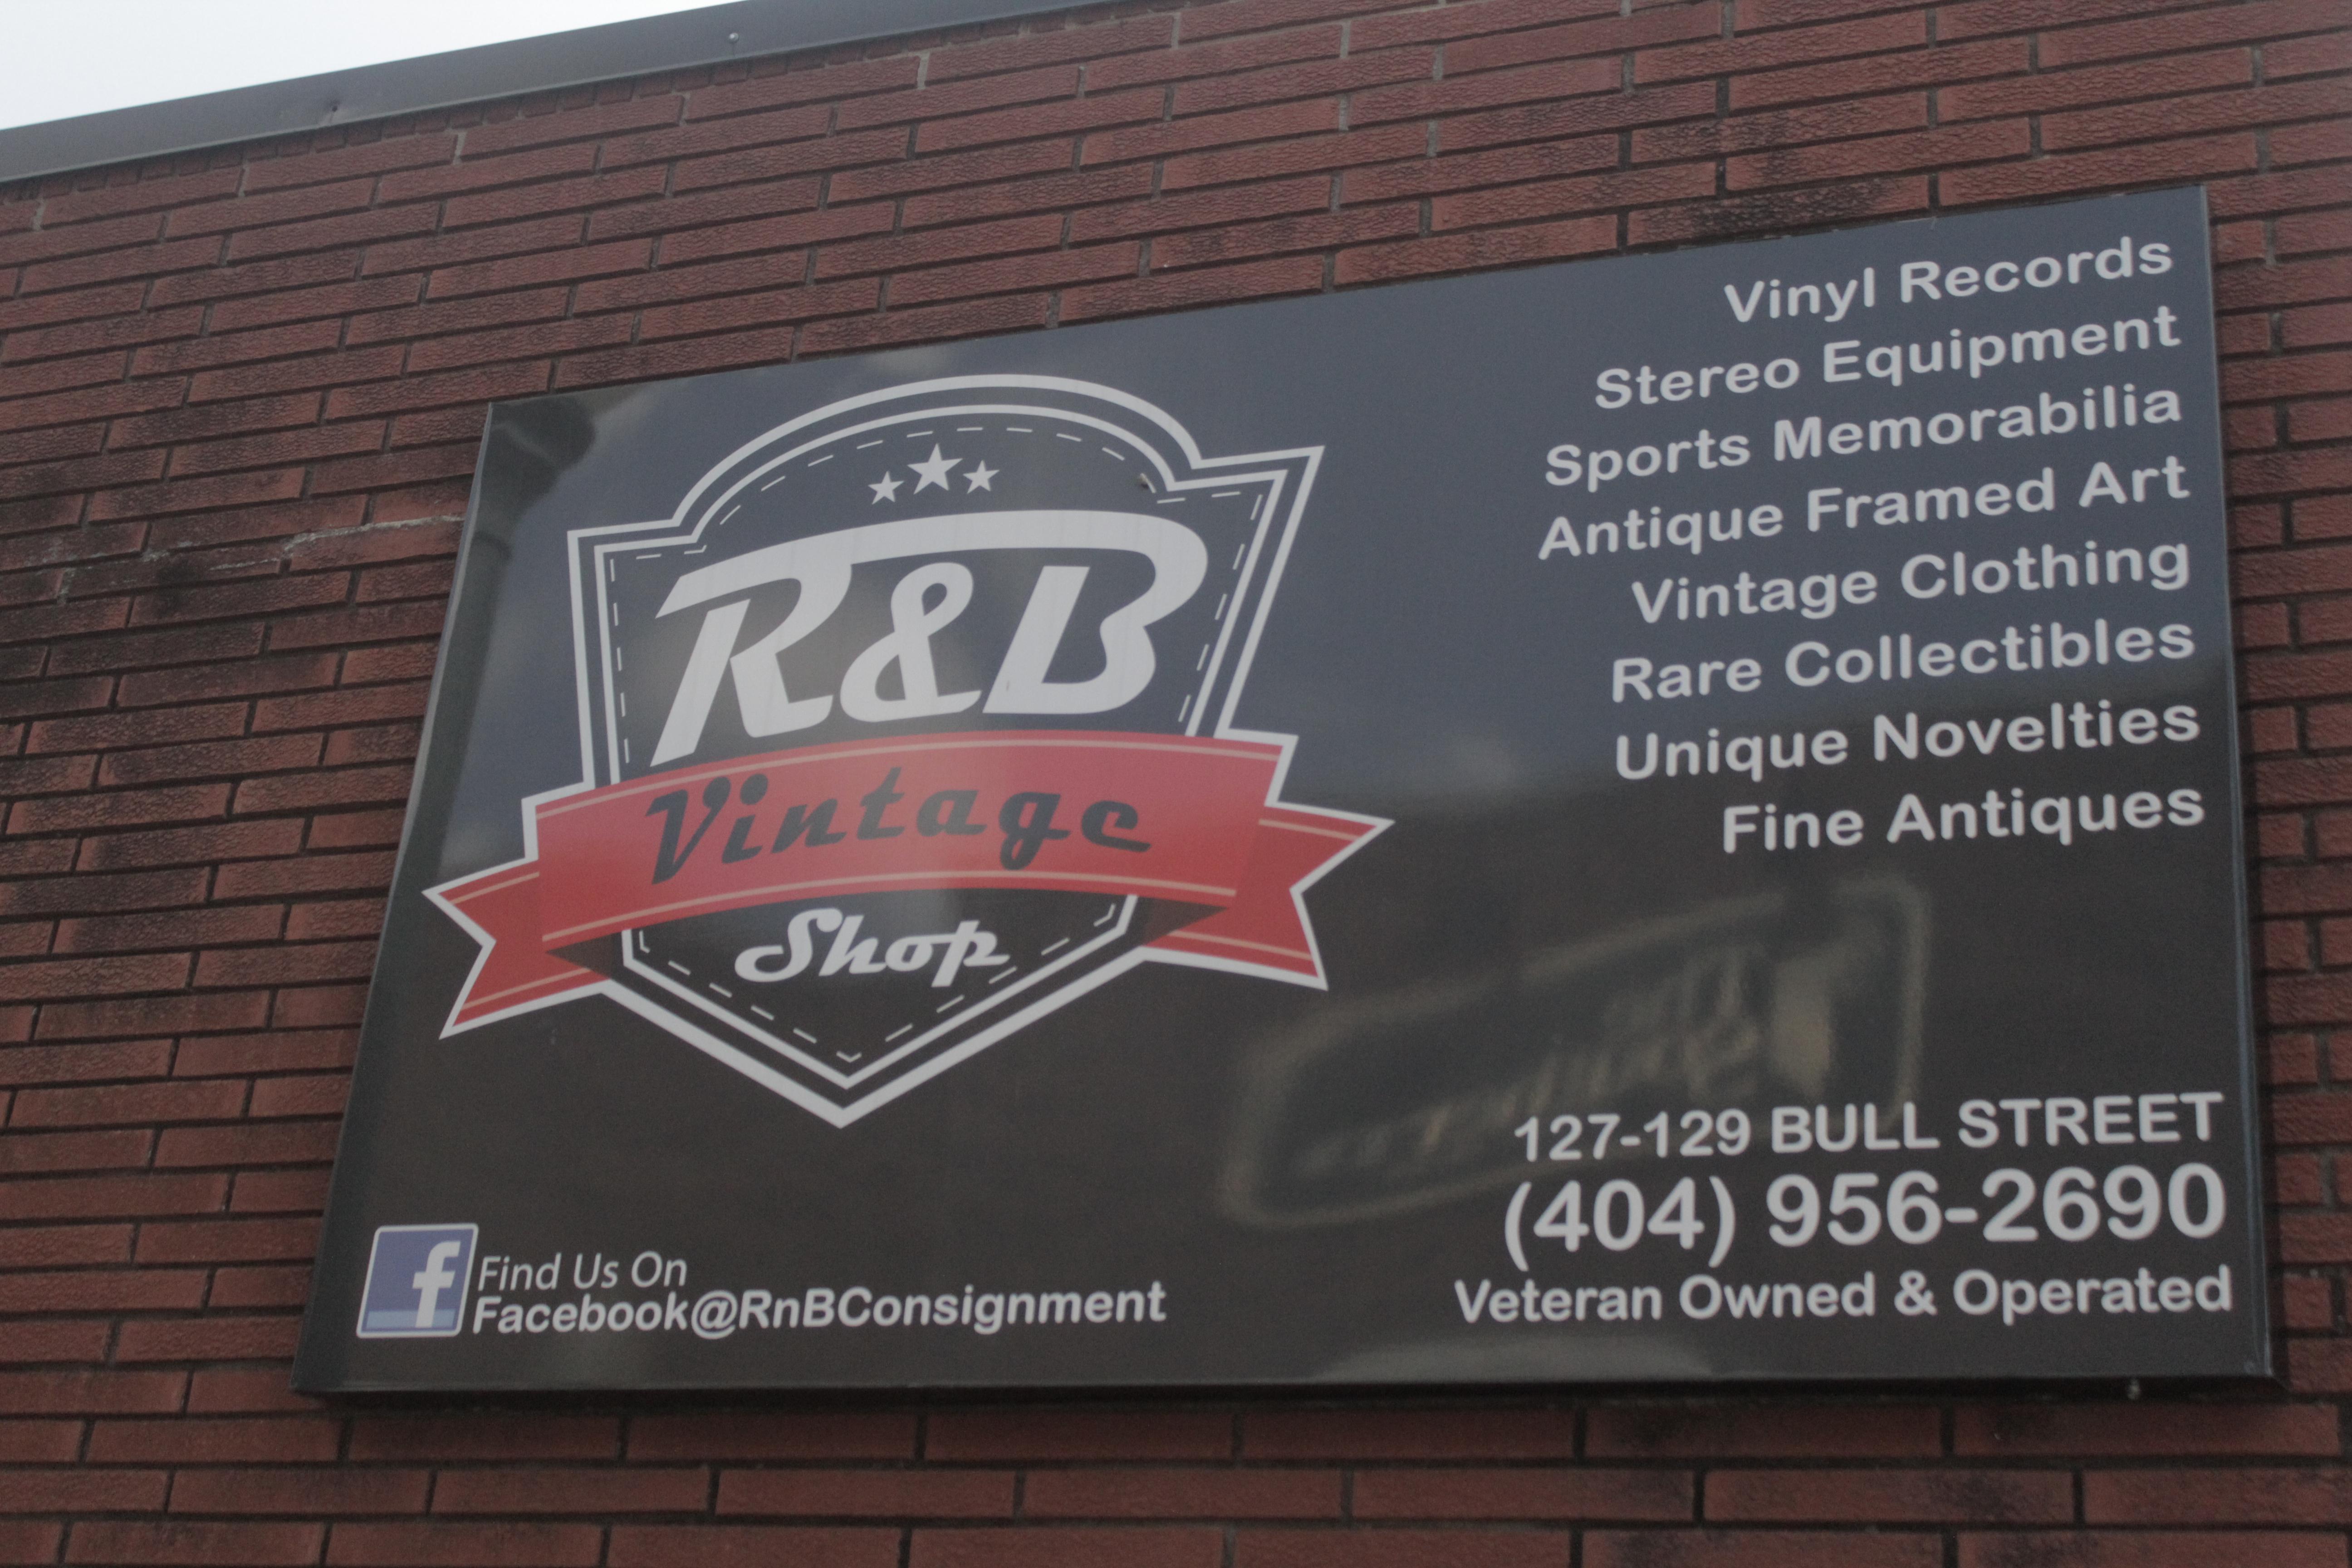 R&B
Vintage
Shop
Vinyl Records
Stereo Equipment
Sports Memorabilia
Antique Framed Art
Vintage Clothing
Rare Collectibles
Unique Novelties
Fine Antiques
127-129 BULL STREET
(404) 956-2690
Veteran Owned & Operated
f
Find Us On
Facebook@RnBConsignment